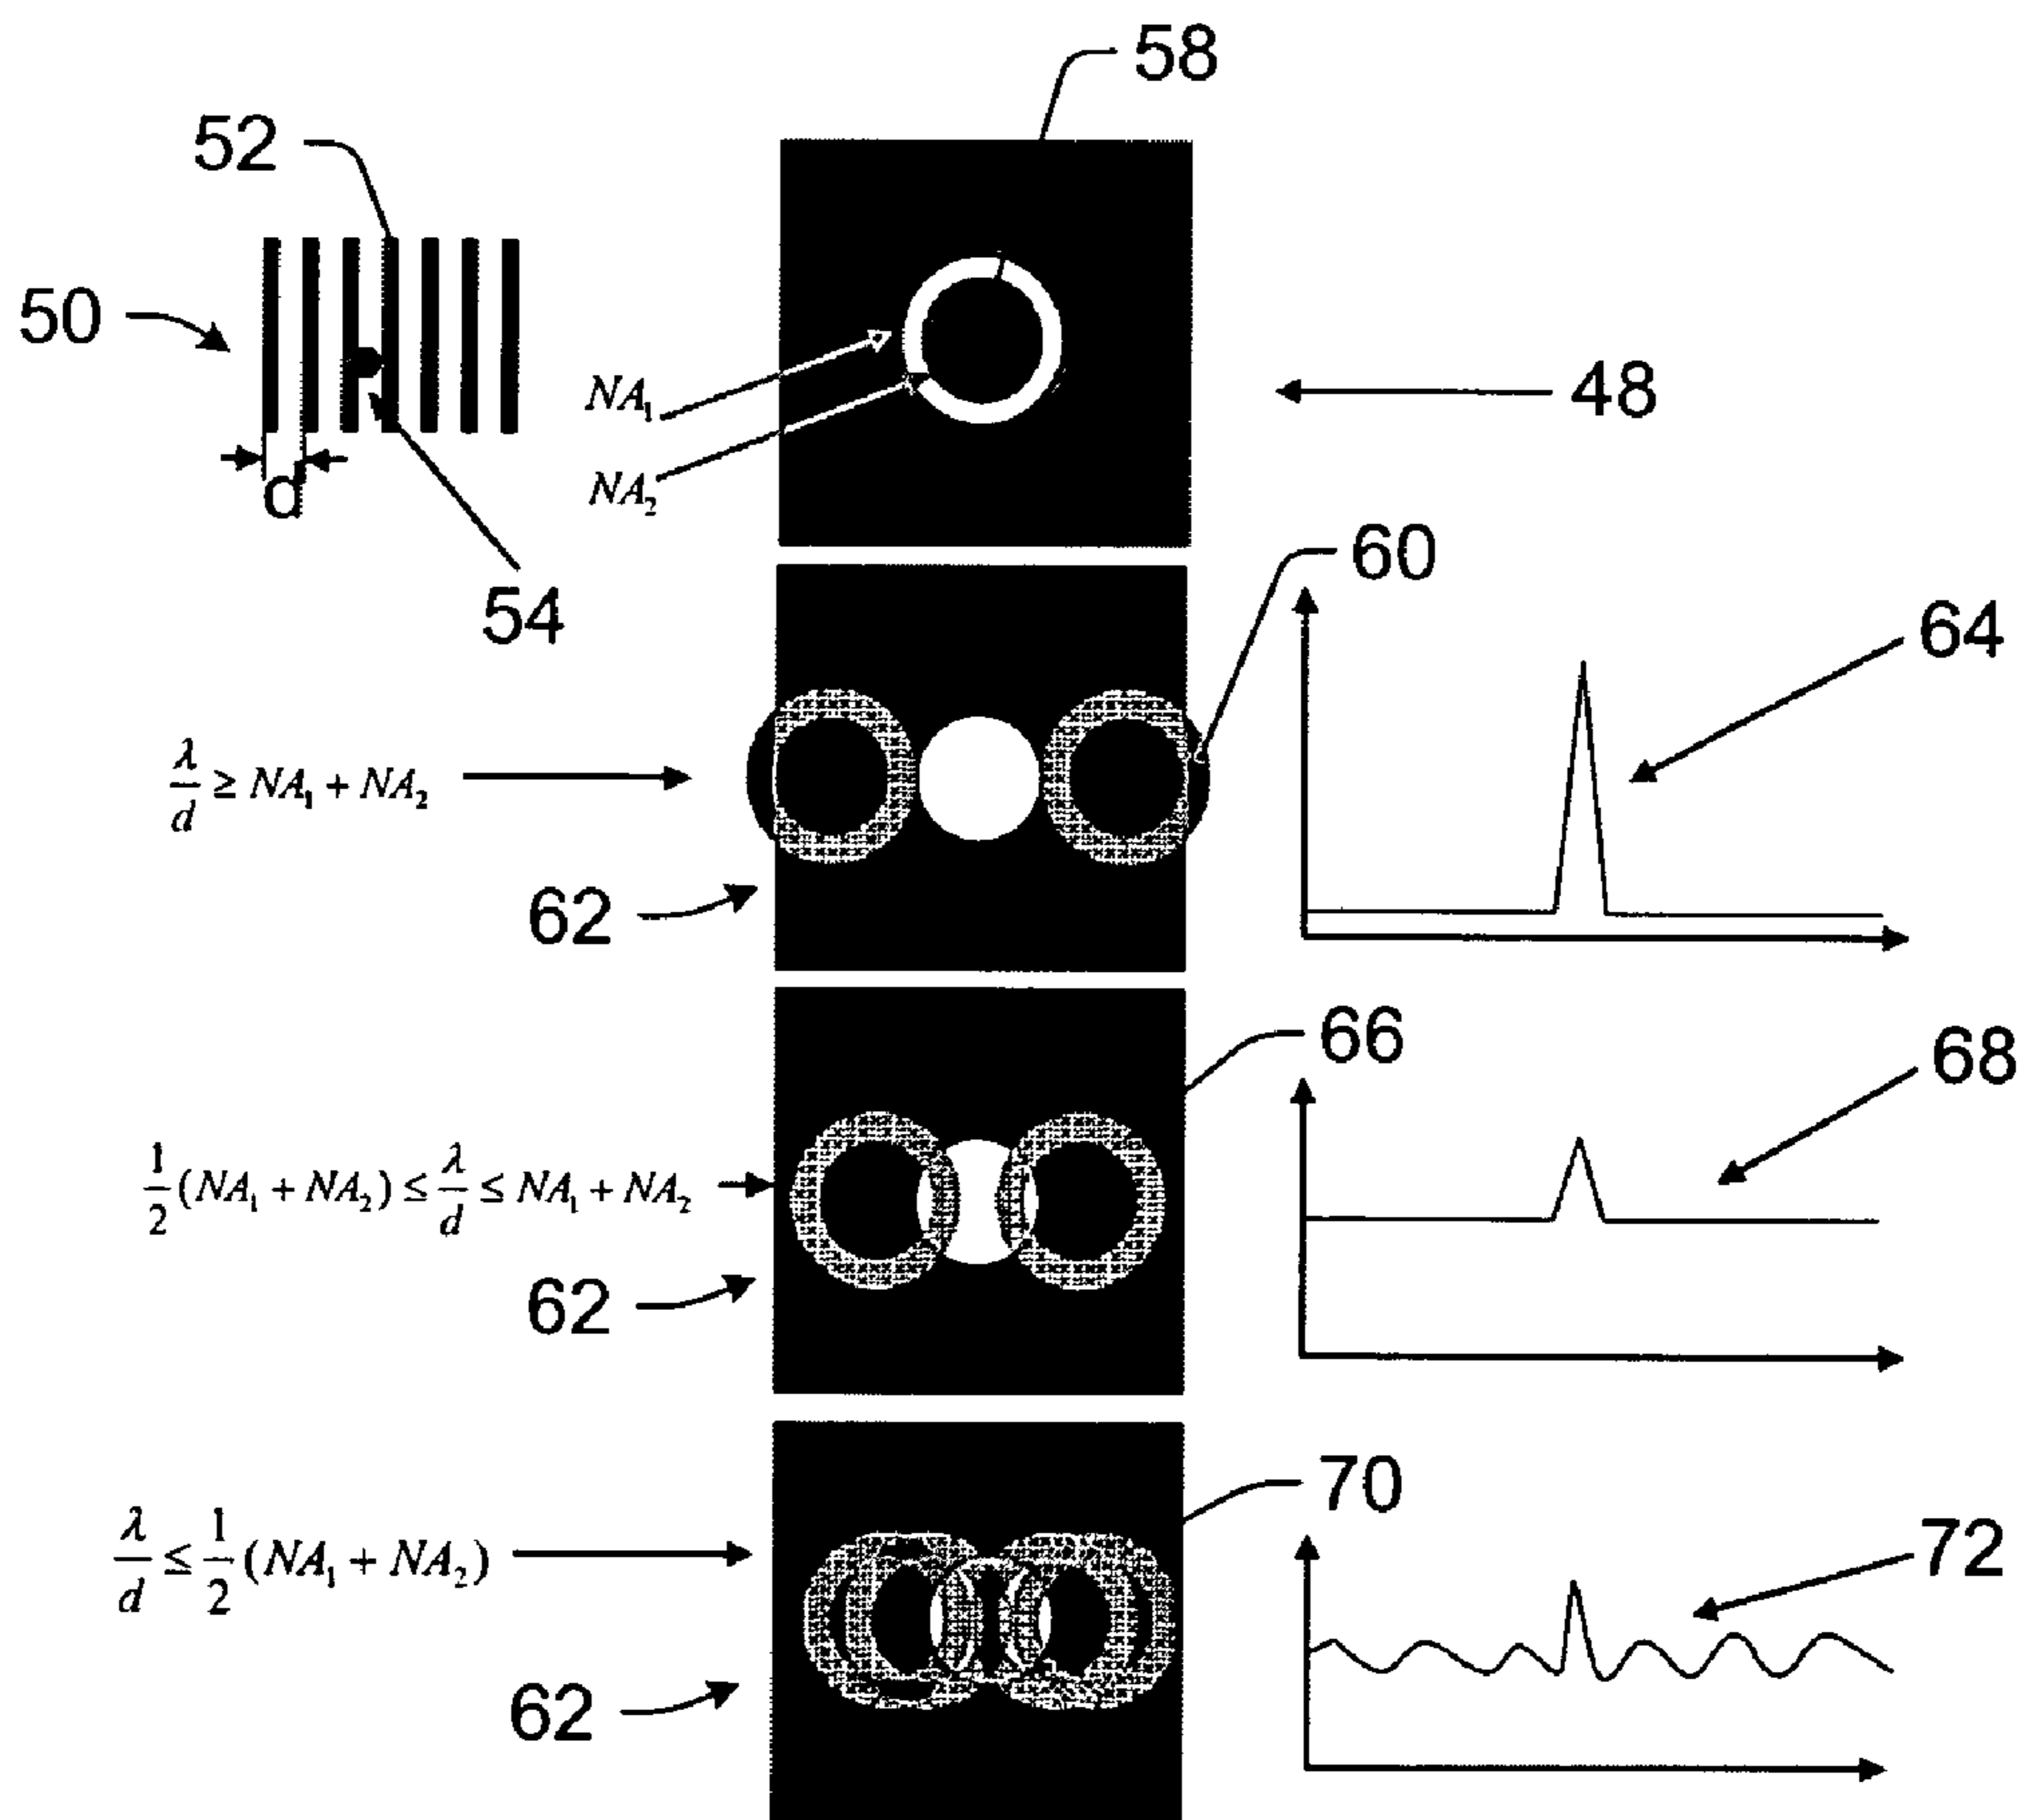 58
52
50
NA₁
48
NA₂
d
54
60
64
λ/d ≥ NA₁ + NA₂
62
66
68
1/2 (NA₁ + NA₂) ≤ λ/d ≤ NA₁ + NA₂
62
70
72
λ/d ≤ 1/2 (NA₁ + NA₂)
62